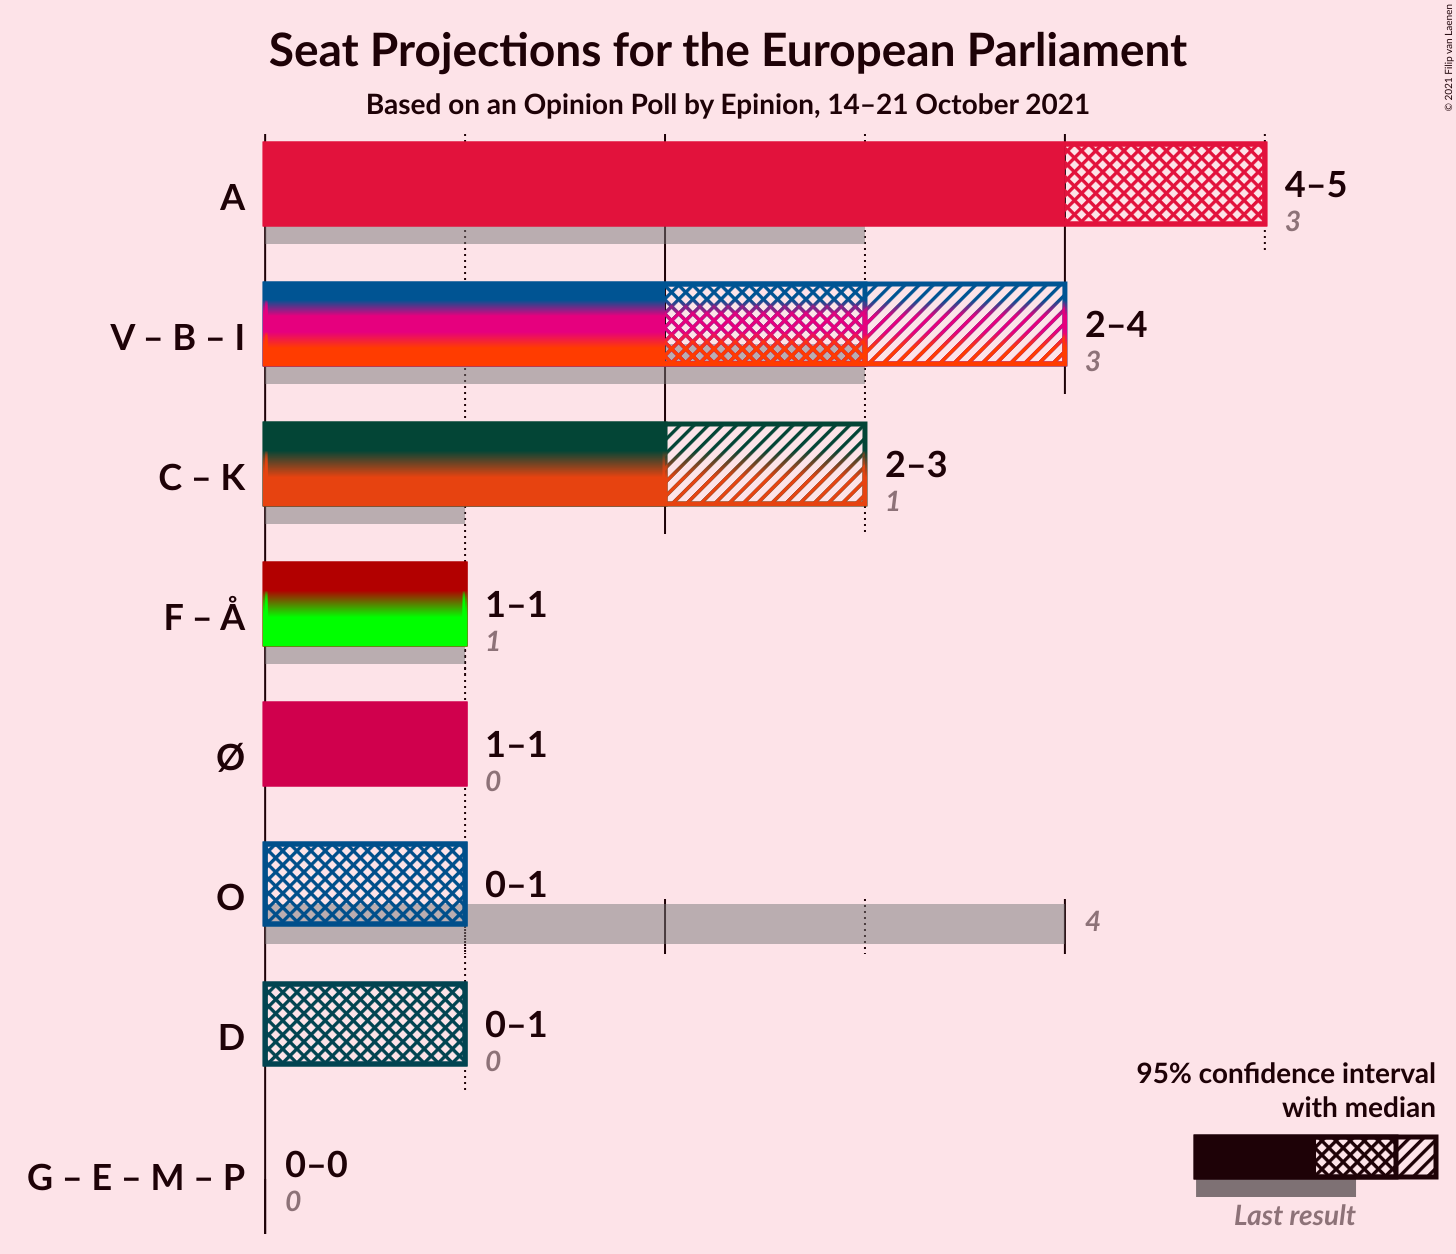 Seat Projections for the European Parliament
Based on an Opinion Poll by Epinion, 14–21 October 2021
© 2021 Filip van Laenen
A
4–5
3
V – B – I
2–4
3
C – K
2–3
1
F – Å
1–1
1
Ø
1–1
0
O
0–1
4
D
0–1
0
G – E – M – P
0–0
0
95% confidence interval
with median
Last result